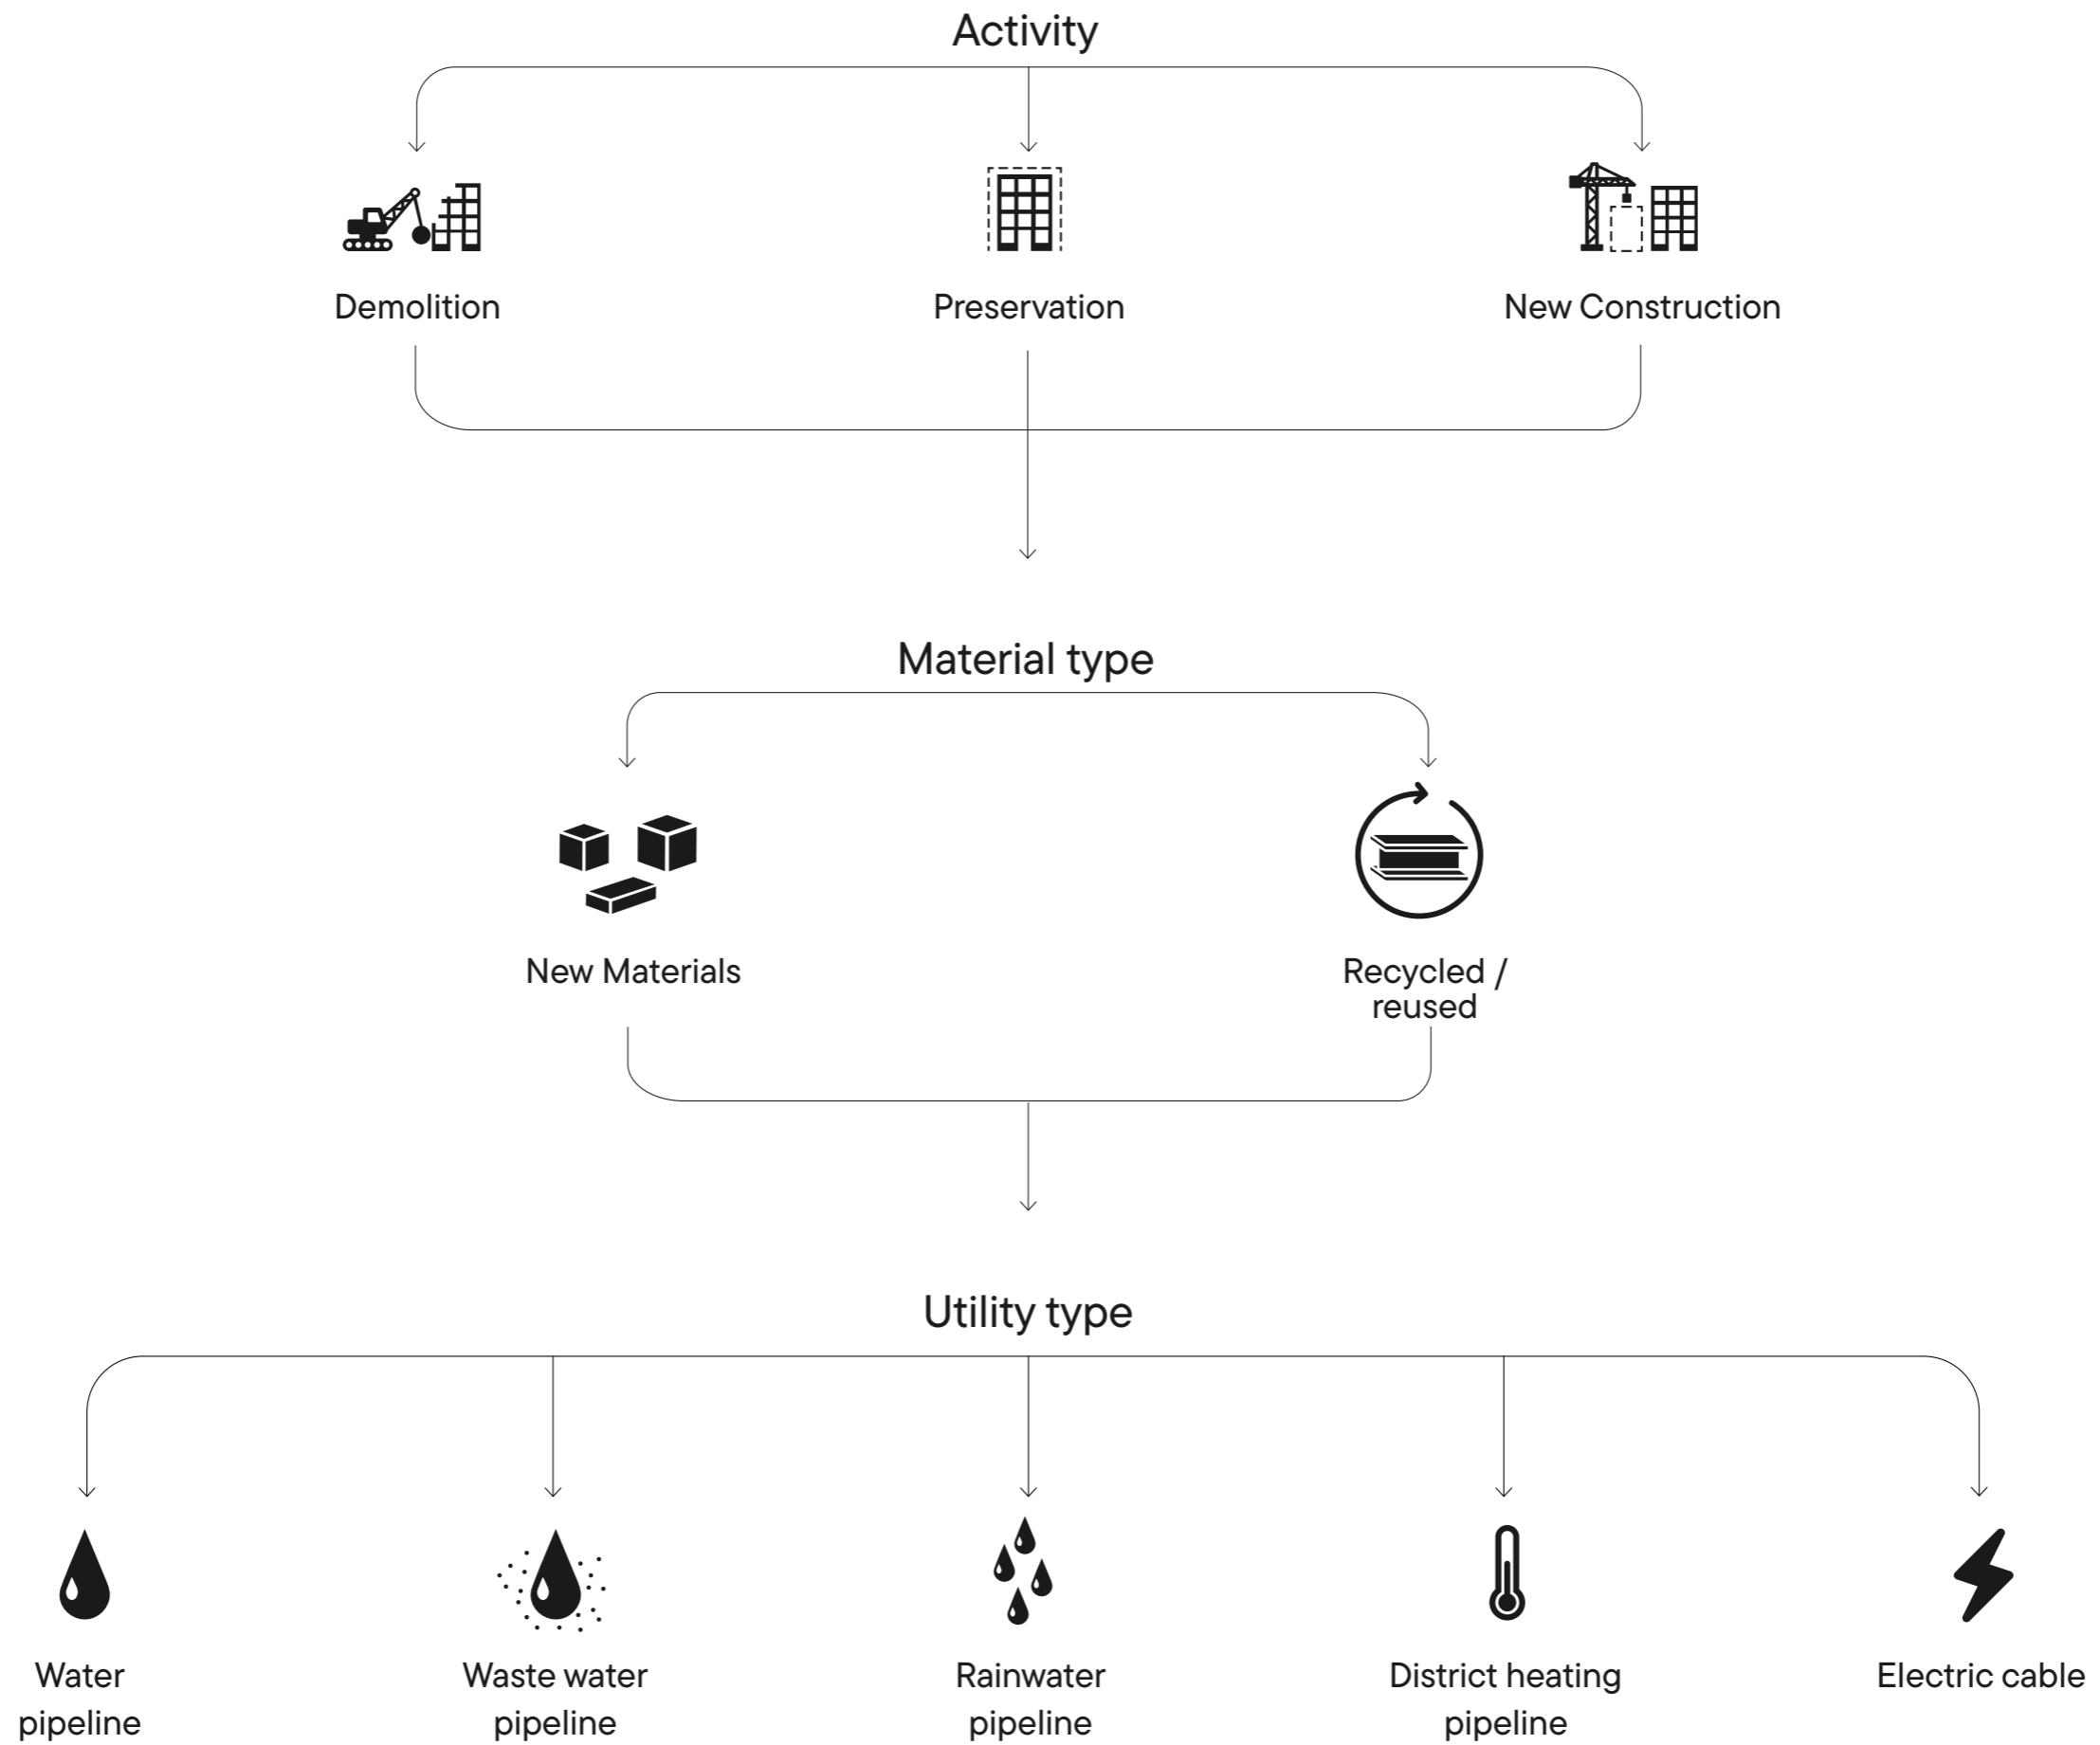 Activity
Demolition
Preservation
New Construction
Material type
New Materials
Recycled /
reused
Utility type
Water
pipeline
Waste water
pipeline
Rainwater
pipeline
District heating
pipeline
Electric cable